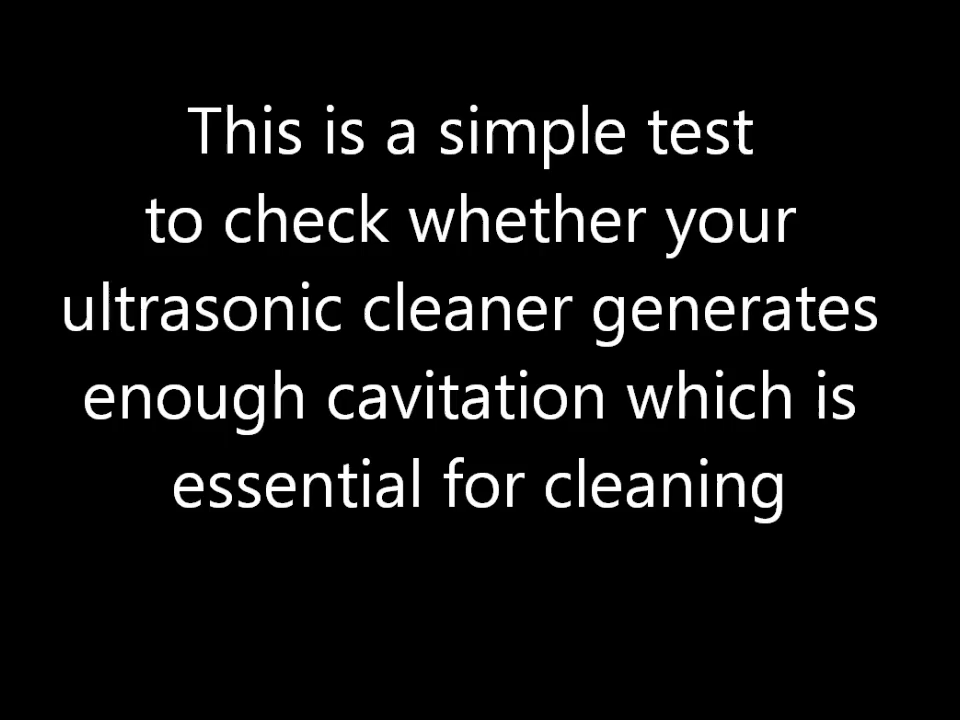 This is a simple test
to check whether your
ultrasonic cleaner generates
enough cavitation which is
essential for cleaning